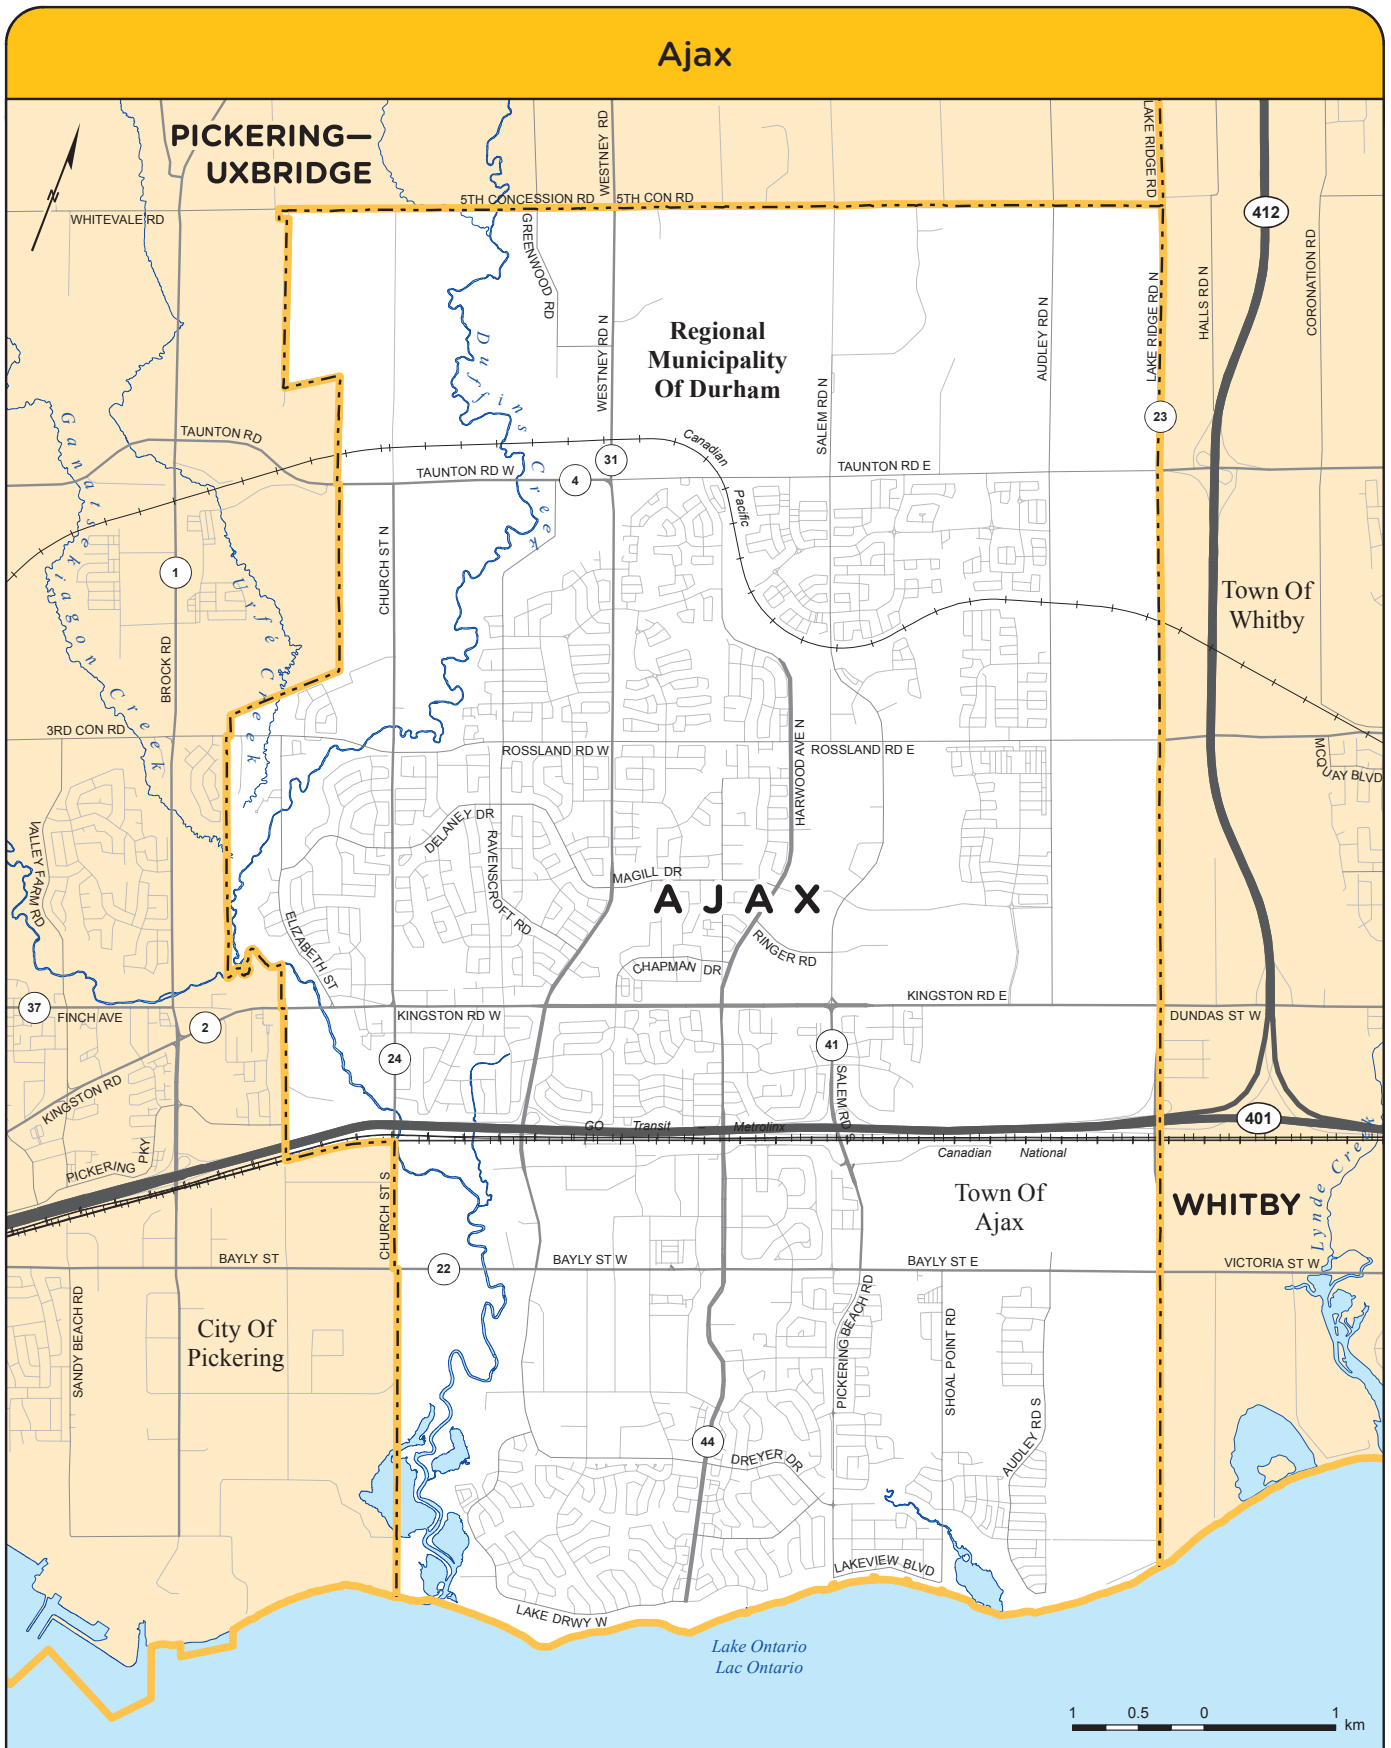 Ajax
PICKERING—
UXBRIDGE
N
WHITEVALE RD
5TH CONCESSION RD
5TH CON RD
WESTNEY RD
LAKE RIDGE RD
412
GREENWOOD RD
WESTNEY RD N
Regional
Municipality
Of Durham
SALEM RD N
AUDLEY RD N
LAKE RIDGE RD N
HALLS RD N
CORONATION RD
23
Duffins Creek
Ganatsekiagon Creek
Urfé Creek
TAUNTON RD
TAUNTON RD W
31
4
Canadian
Pacific
TAUNTON RD E
CHURCH ST N
1
BROCK RD
Town Of
Whitby
3RD CON RD
ROSSLAND RD W
ROSSLAND RD E
HARWOOD AVE N
MCQUAY BLVD
VALLEY FARM RD
DELANEY DR
RAVENSCROFT RD
MAGILL DR
AJAX
ELIZABETH ST
RINGER RD
CHAPMAN DR
37
FINCH AVE
2
KINGSTON RD
KINGSTON RD W
KINGSTON RD E
DUNDAS ST W
24
41
SALEM RD S
401
GO Transit – Metrolinx
Canadian National
PICKERING PKY
CHURCH ST S
Town Of
Ajax
WHITBY
Lynde Creek
BAYLY ST
22
BAYLY ST W
BAYLY ST E
VICTORIA ST W
SANDY BEACH RD
City Of
Pickering
PICKERING BEACH RD
SHOAL POINT RD
AUDLEY RD S
44
DREYER DR
LAKEVIEW BLVD
LAKE DRWY W
Lake Ontario
Lac Ontario
1 0.5 0 1
km